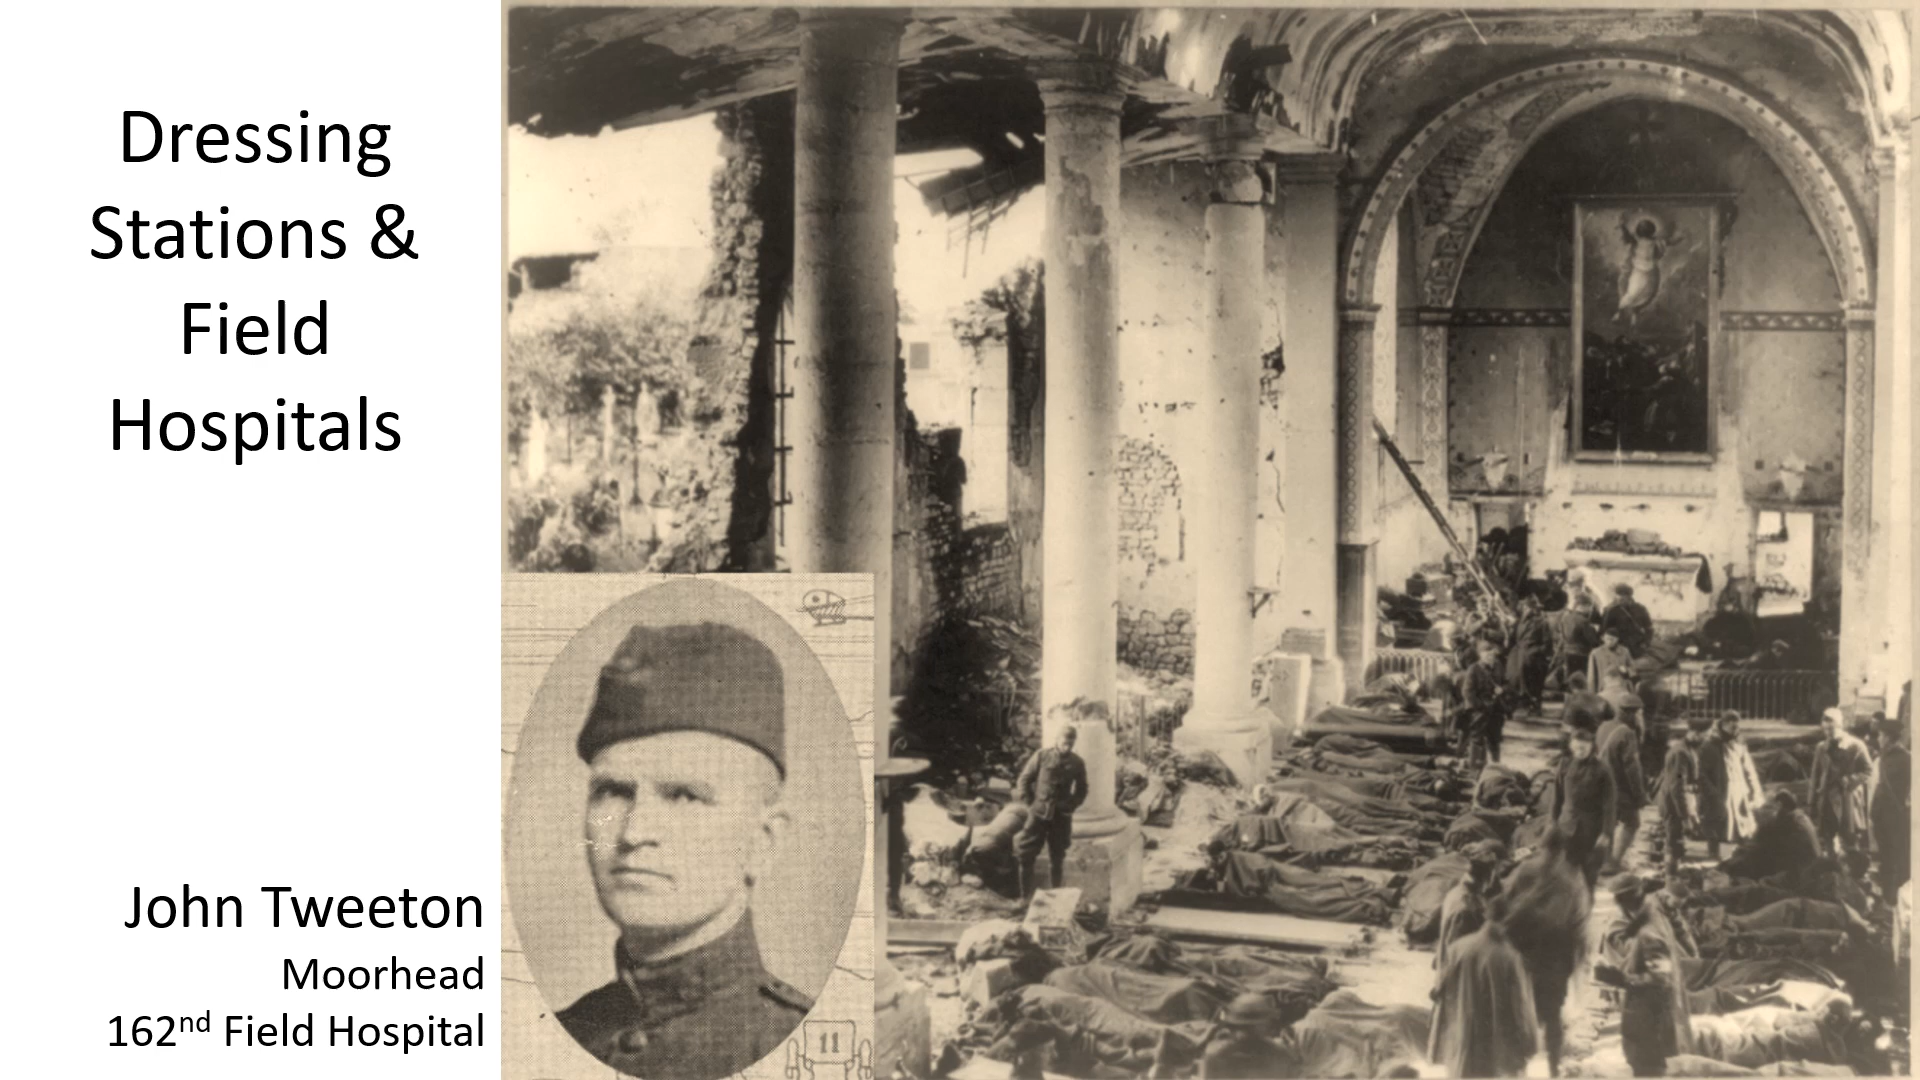 Dressing
Stations &
Field
Hospitals
John Tweeton
Moorhead
162nd Field Hospital
11